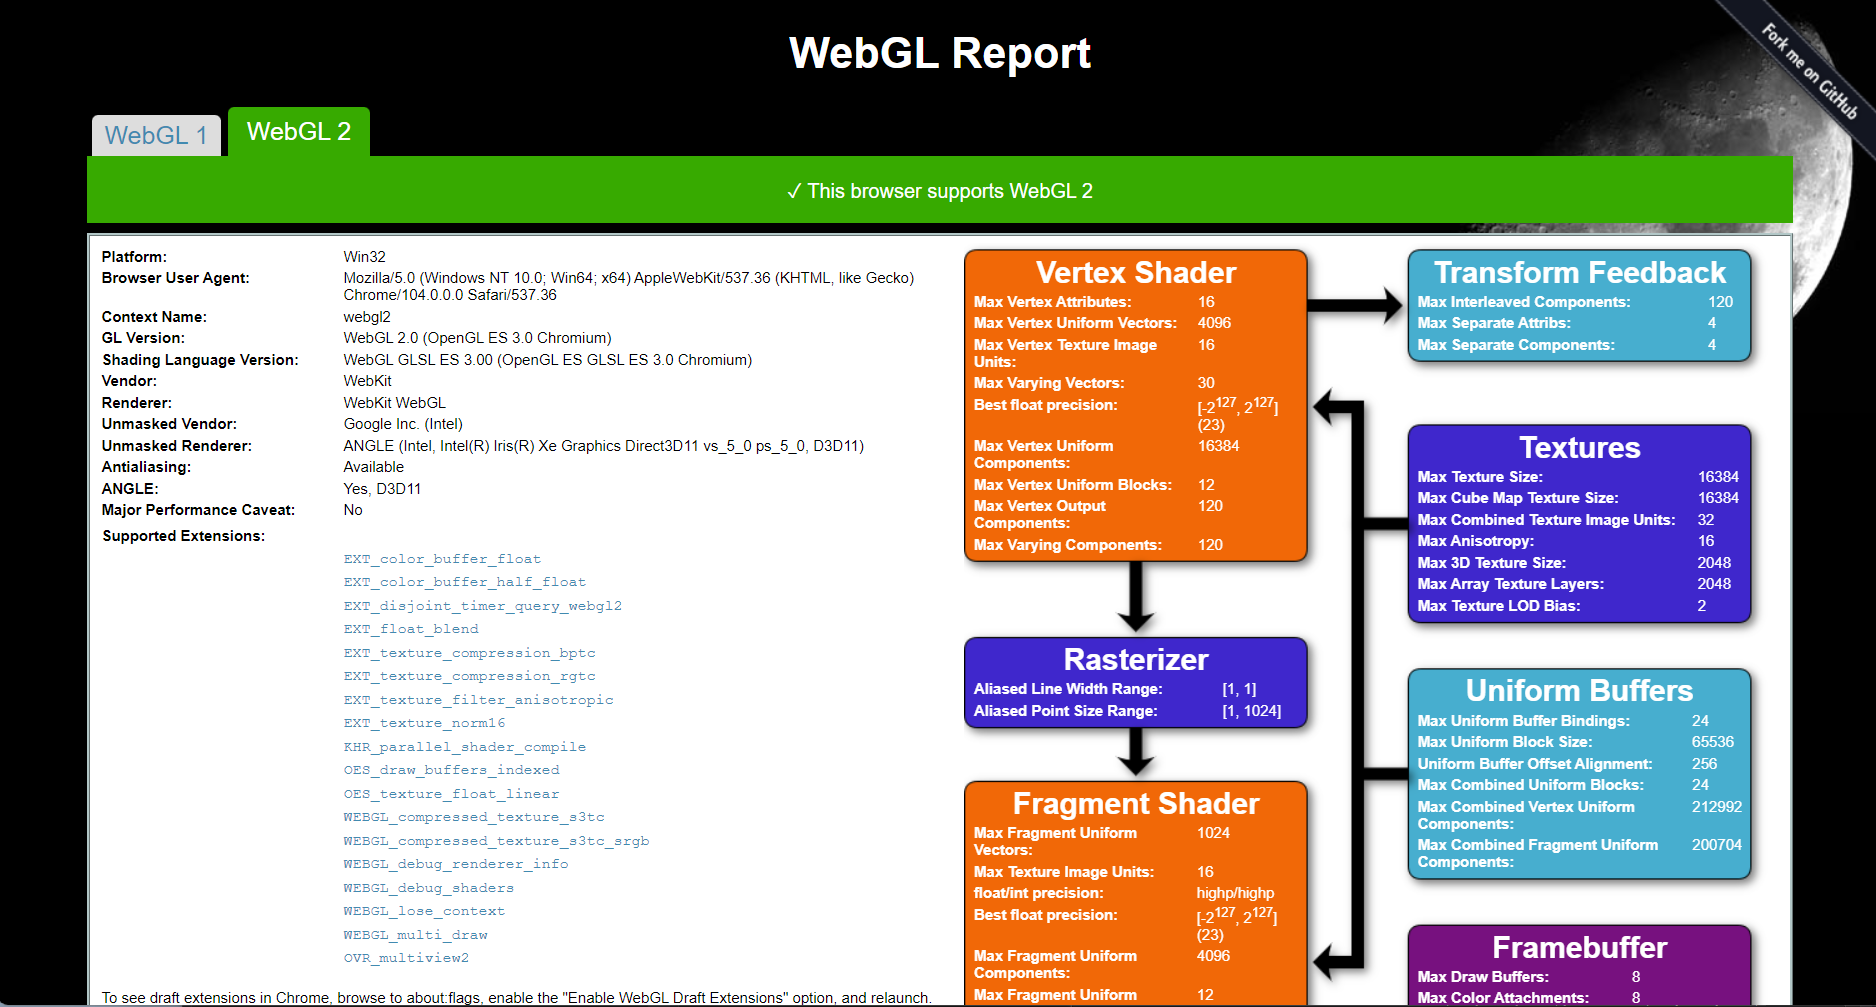 WebGL Report
Fork me on GitHub
WebGL 1
WebGL 2
✓ This browser supports WebGL 2
Platform: Win32
Browser User Agent: Mozilla/5.0 (Windows NT 10.0; Win64; x64) AppleWebKit/537.36 (KHTML, like Gecko)
Chrome/104.0.0.0 Safari/537.36
Context Name: webgl2
GL Version: WebGL 2.0 (OpenGL ES 3.0 Chromium)
Shading Language Version: WebGL GLSL ES 3.00 (OpenGL ES GLSL ES 3.0 Chromium)
Vendor: WebKit
Renderer: WebKit WebGL
Unmasked Vendor: Google Inc. (Intel)
Unmasked Renderer: ANGLE (Intel, Intel(R) Iris(R) Xe Graphics Direct3D11 vs_5_0 ps_5_0, D3D11)
Antialiasing: Available
ANGLE: Yes, D3D11
Major Performance Caveat: No
Supported Extensions:
EXT_color_buffer_float
EXT_color_buffer_half_float
EXT_disjoint_timer_query_webgl2
EXT_float_blend
EXT_texture_compression_bptc
EXT_texture_compression_rgtc
EXT_texture_filter_anisotropic
EXT_texture_norm16
KHR_parallel_shader_compile
OES_draw_buffers_indexed
OES_texture_float_linear
WEBGL_compressed_texture_s3tc
WEBGL_compressed_texture_s3tc_srgb
WEBGL_debug_renderer_info
WEBGL_debug_shaders
WEBGL_lose_context
WEBGL_multi_draw
OVR_multiview2
To see draft extensions in Chrome, browse to about:flags, enable the "Enable WebGL Draft Extensions" option, and relaunch.
Vertex Shader
Max Vertex Attributes: 16
Max Vertex Uniform Vectors: 4096
Max Vertex Texture Image 16
Units:
Max Varying Vectors: 30
Best float precision: [-2^127, 2^127]
(23)
Max Vertex Uniform 16384
Components:
Max Vertex Uniform Blocks: 12
Max Vertex Output 120
Components:
Max Varying Components: 120
Rasterizer
Aliased Line Width Range: [1, 1]
Aliased Point Size Range: [1, 1024]
Fragment Shader
Max Fragment Uniform 1024
Vectors:
Max Texture Image Units: 16
float/int precision: highp/highp
Best float precision: [-2^127, 2^127]
(23)
Max Fragment Uniform 4096
Components:
Max Fragment Uniform 12
Transform Feedback
Max Interleaved Components: 120
Max Separate Attribs: 4
Max Separate Components: 4
Textures
Max Texture Size: 16384
Max Cube Map Texture Size: 16384
Max Combined Texture Image Units: 32
Max Anisotropy: 16
Max 3D Texture Size: 2048
Max Array Texture Layers: 2048
Max Texture LOD Bias: 2
Uniform Buffers
Max Uniform Buffer Bindings: 24
Max Uniform Block Size: 65536
Uniform Buffer Offset Alignment: 256
Max Combined Uniform Blocks: 24
Max Combined Vertex Uniform 212992
Components:
Max Combined Fragment Uniform 200704
Components:
Framebuffer
Max Draw Buffers: 8
Max Color Attachments: 8